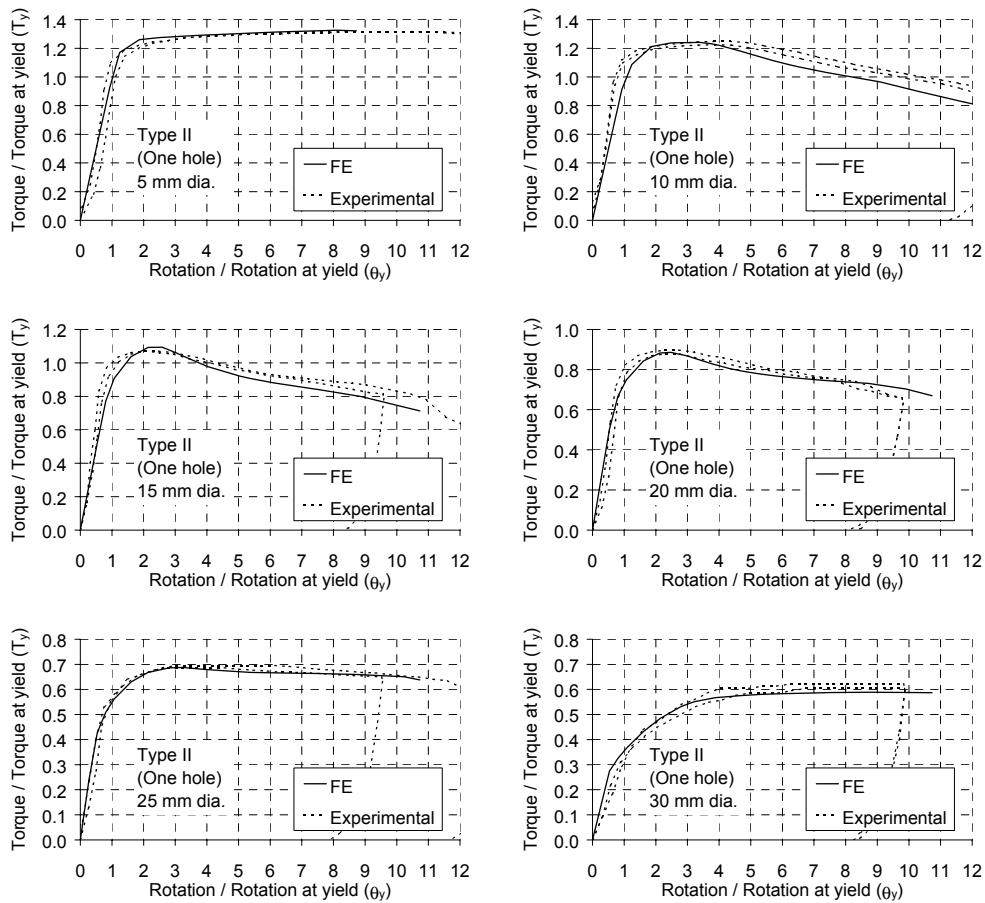 Torque / Torque at yield (Ty)
1.4
1.2
1.0
0.8
0.6
0.4
0.2
0.0
Type II
(One hole)
5 mm dia.
FE
Experimental
0 1 2 3 4 5 6 7 8 9 10 11 12
Rotation / Rotation at yield (θy)
Torque / Torque at yield (Ty)
1.4
1.2
1.0
0.8
0.6
0.4
0.2
0.0
Type II
(One hole)
10 mm dia.
FE
Experimental
0 1 2 3 4 5 6 7 8 9 10 11 12
Rotation / Rotation at yield (θy)
Torque / Torque at yield (Ty)
1.2
1.0
0.8
0.6
0.4
0.2
0.0
Type II
(One hole)
15 mm dia.
FE
Experimental
0 1 2 3 4 5 6 7 8 9 10 11 12
Rotation / Rotation at yield (θy)
Torque / Torque at yield (Ty)
1.0
0.8
0.6
0.4
0.2
0.0
Type II
(One hole)
20 mm dia.
FE
Experimental
0 1 2 3 4 5 6 7 8 9 10 11 12
Rotation / Rotation at yield (θy)
Torque / Torque at yield (Ty)
0.8
0.7
0.6
0.5
0.4
0.3
0.2
0.1
0.0
Type II
(One hole)
25 mm dia.
FE
Experimental
0 1 2 3 4 5 6 7 8 9 10 11 12
Rotation / Rotation at yield (θy)
Torque / Torque at yield (Ty)
0.8
0.7
0.6
0.5
0.4
0.3
0.2
0.1
0.0
Type II
(One hole)
30 mm dia.
FE
Experimental
0 1 2 3 4 5 6 7 8 9 10 11 12
Rotation / Rotation at yield (θy)